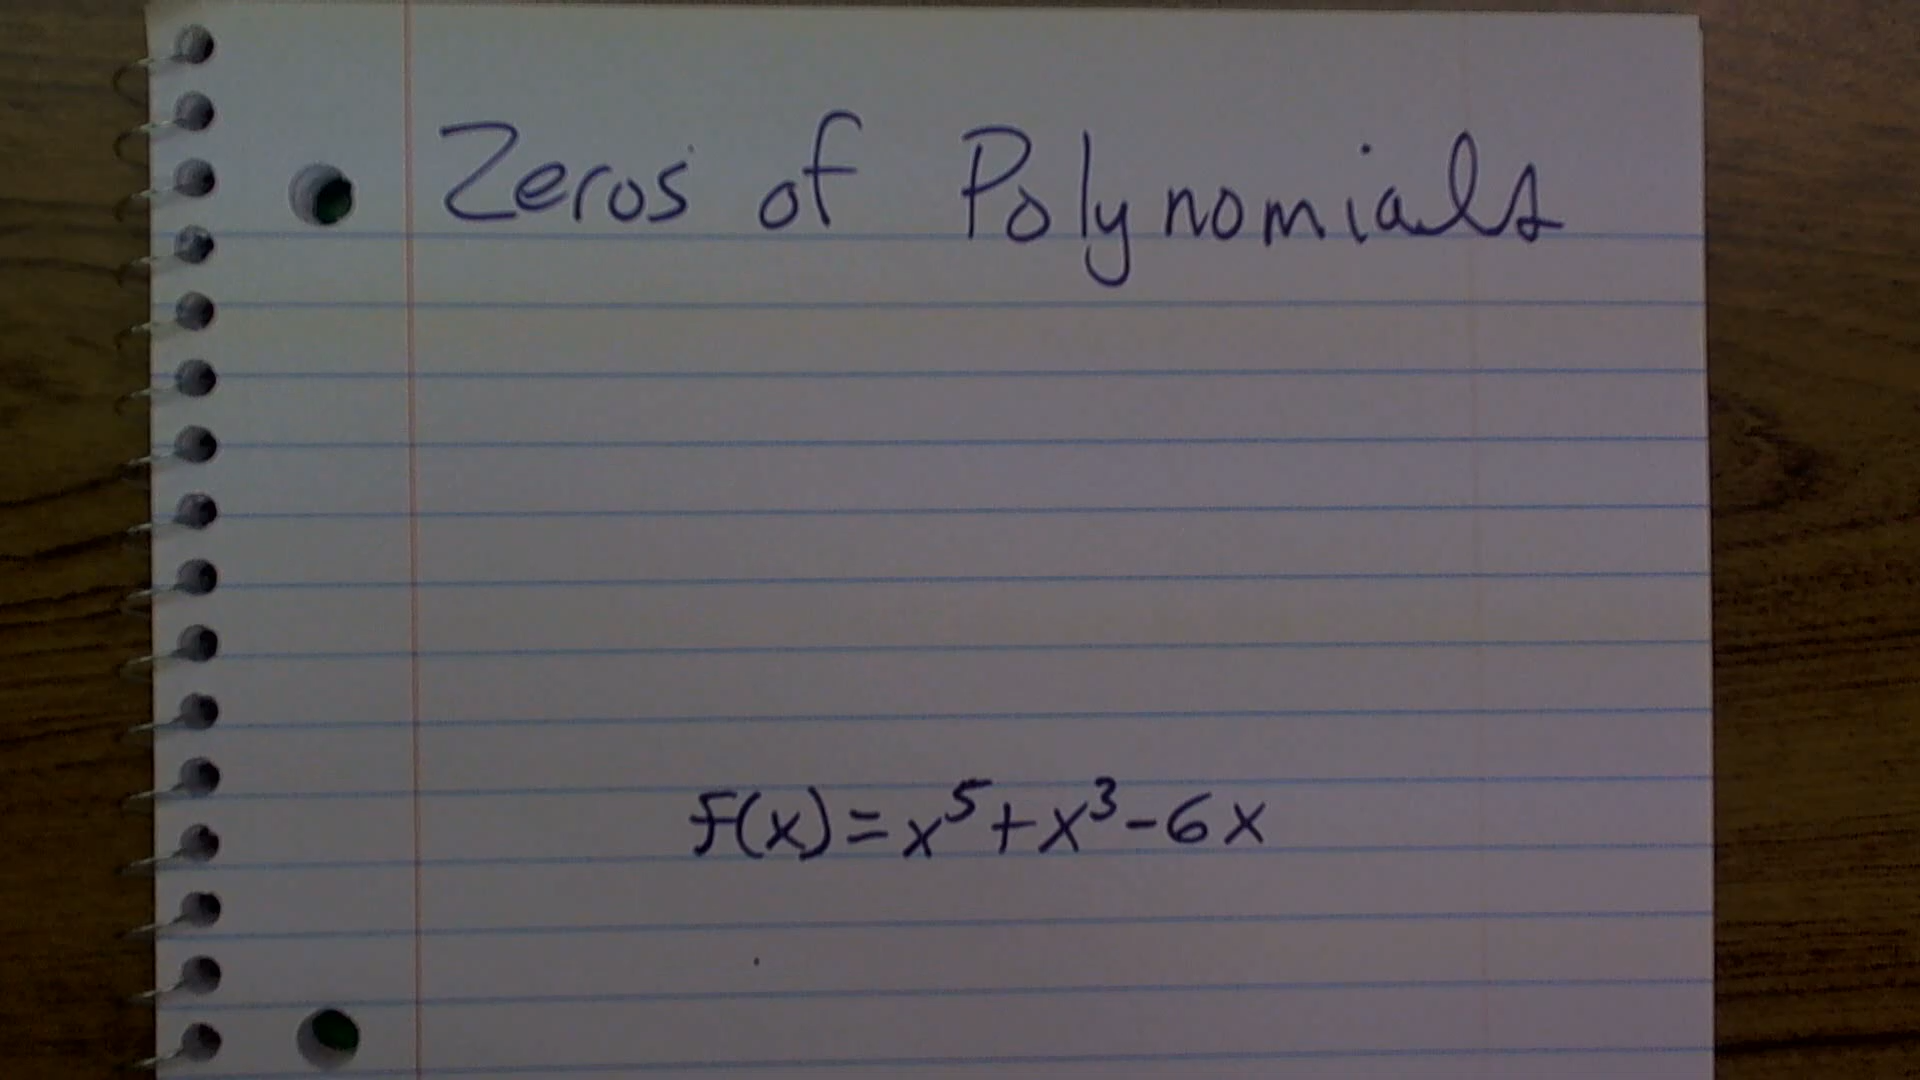 Zeros of Polynomials
f(x)=x⁵+x³-6x